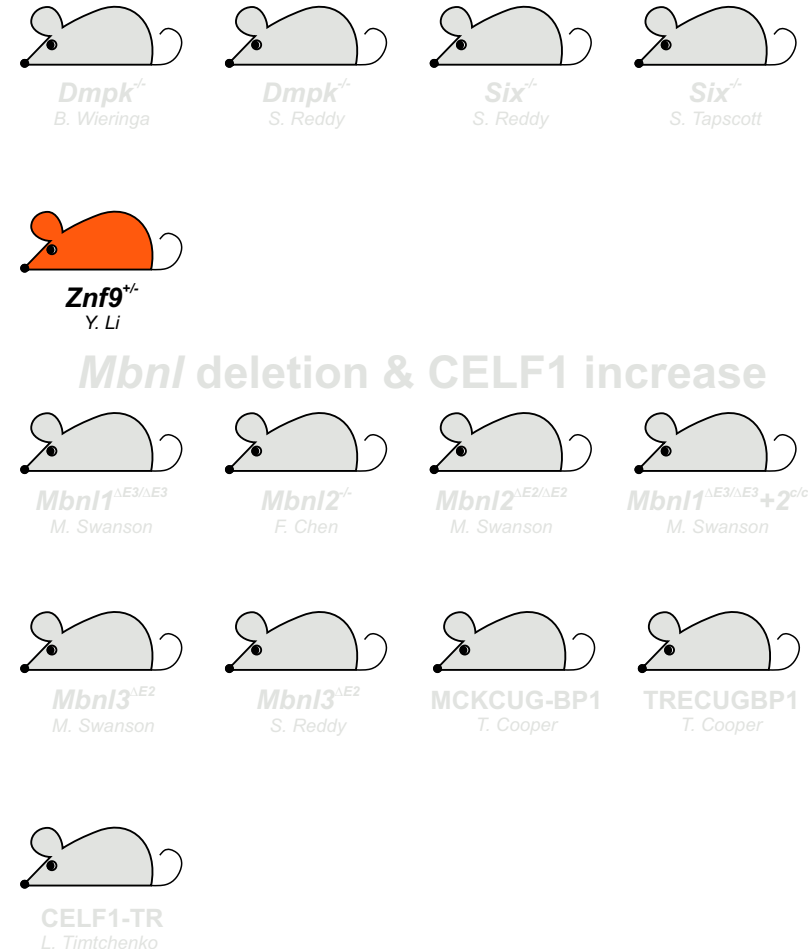 Dmpk-/- Dmpk-/- Six-/- Six-/-
B. Wieringa S. Reddy S. Reddy S. Tapscott
Znf9+/-
Y. Li
Mbnl deletion & CELF1 increase
Mbnl1ΔE3/ΔE3 Mbnl2-/- Mbnl2ΔE2/ΔE2 Mbnl1ΔE3/ΔE3+2c/c
M. Swanson F. Chen M. Swanson M. Swanson
Mbnl3ΔE2 Mbnl3ΔE2 MCKCUG-BP1 TRECUGBP1
M. Swanson S. Reddy T. Cooper T. Cooper
CELF1-TR
L. Timtchenko